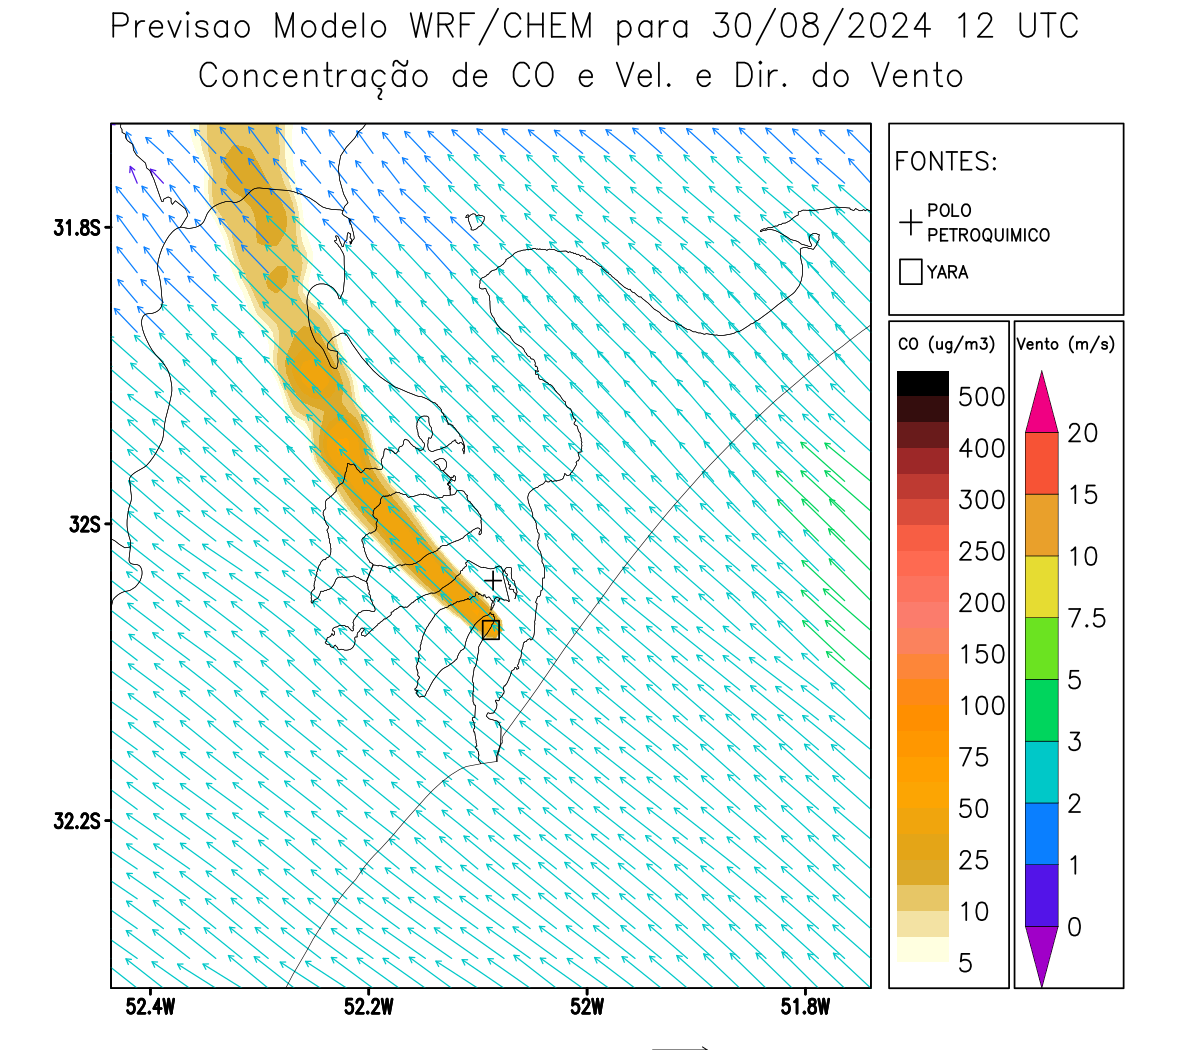 Previsao Modelo WRF/CHEM para 30/08/2024 12 UTC
Concentração de CO e Vel. e Dir. do Vento
FONTES:
POLO
PETROQUIMICO
YARA
CO (ug/m3)
500
400
300
250
200
150
100
75
50
25
10
5
Vento (m/s)
20
15
10
7.5
5
3
2
1
0
31.8S
32S
32.2S
52.4W
52.2W
52W
51.8W